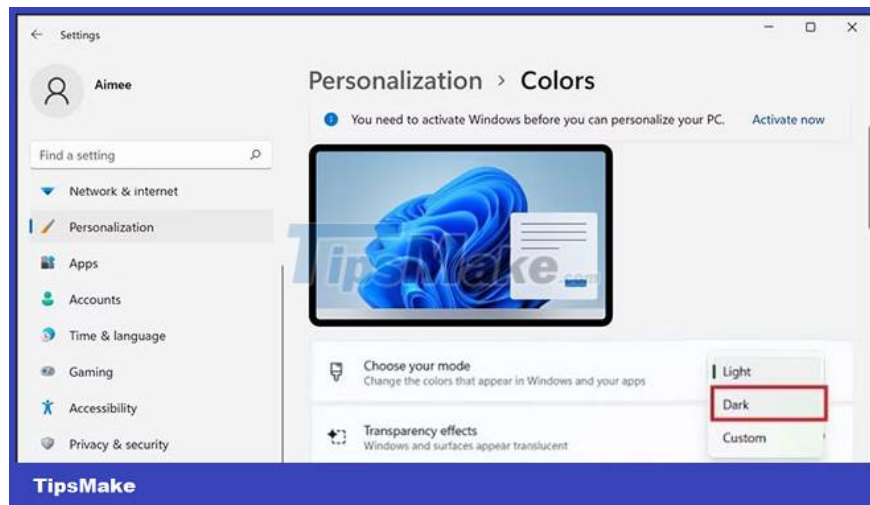 Settings
Aimee
Find a setting
Network & internet
Personalization
Apps
Accounts
Time & language
Gaming
Accessibility
Privacy & security
Personalization > Colors
You need to activate Windows before you can personalize your PC. Activate now
TipsMake.com
Choose your mode
Change the colors that appear in Windows and your apps
Light
Dark
Custom
Transparency effects
Windows and surfaces appear translucent
TipsMake